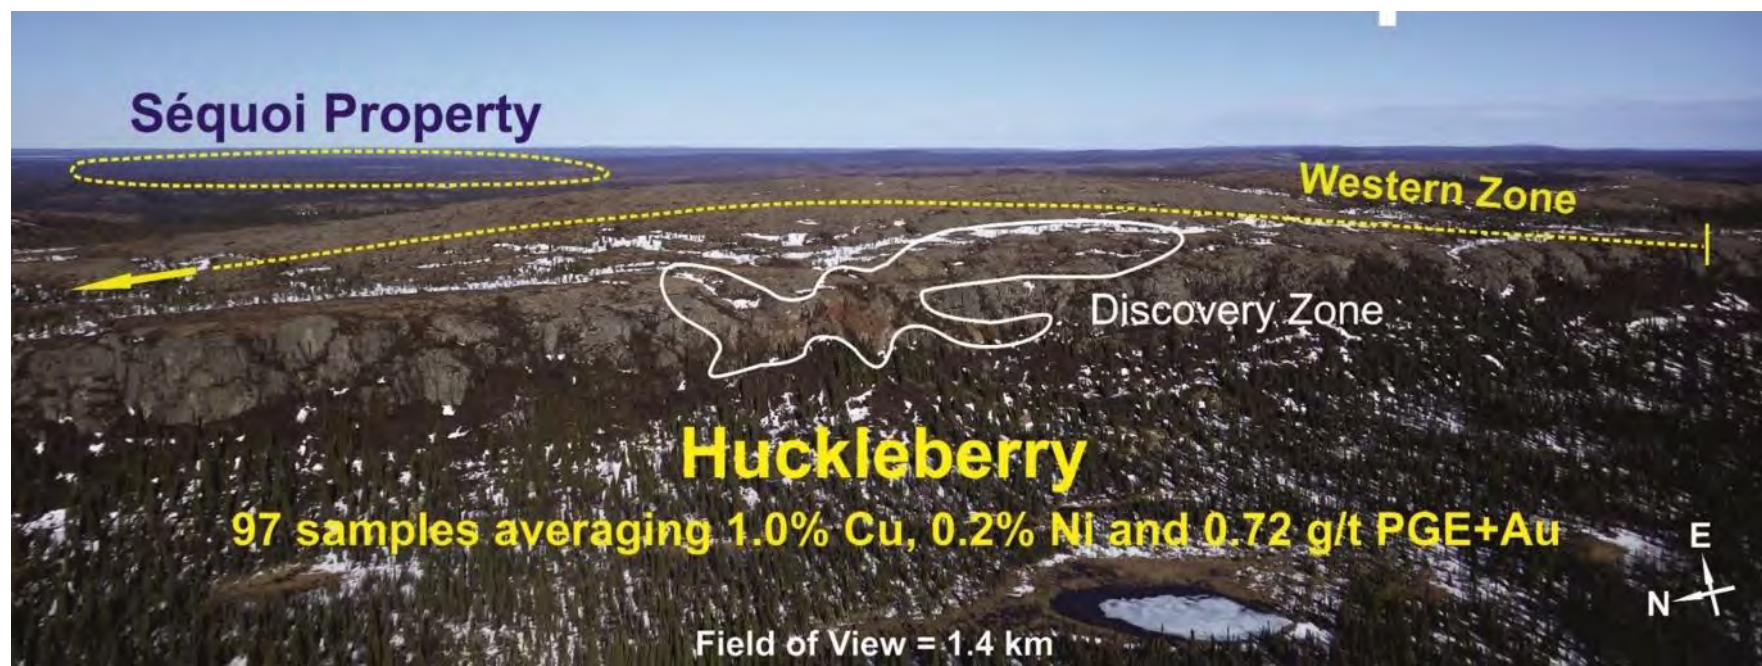 Séquoi Property
Western Zone
Discovery Zone
Huckleberry
97 samples averaging 1.0% Cu, 0.2% Ni and 0.72 g/t PGE+Au
E
N
Field of View = 1.4 km